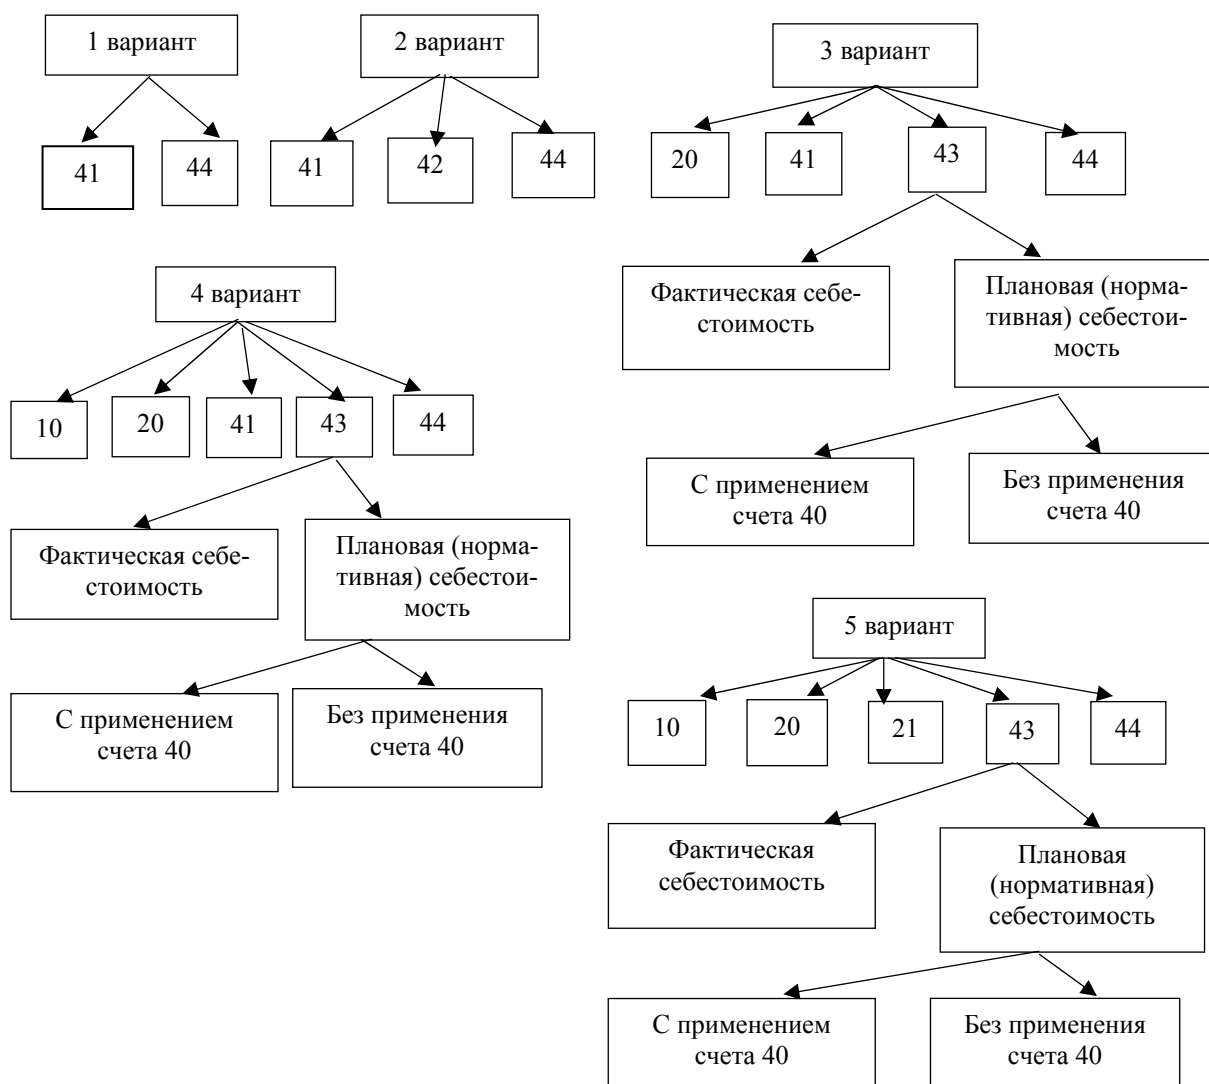 1 вариант
41
44
2 вариант
41
42
44
3 вариант
20
41
43
44
Фактическая себе-
стоимость
Плановая (норма-
тивная) себестои-
мость
С применением
счета 40
Без применения
счета 40
4 вариант
10
20
41
43
44
Фактическая себе-
стоимость
Плановая (норма-
тивная) себестои-
мость
С применением
счета 40
Без применения
счета 40
5 вариант
10
20
21
43
44
Фактическая
себестоимость
Плановая
(нормативная)
себестоимость
С применением
счета 40
Без применения
счета 40